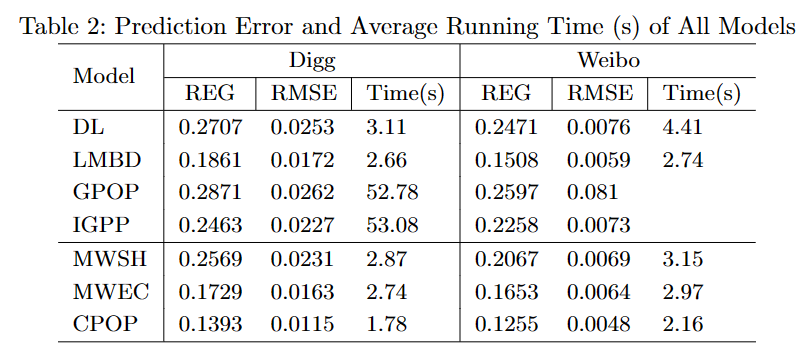 Table 2: Prediction Error and Average Running Time (s) of All Models
Model Digg Weibo
REG RMSE Time(s) REG RMSE Time(s)
DL 0.2707 0.0253 3.11 0.2471 0.0076 4.41
LMBD 0.1861 0.0172 2.66 0.1508 0.0059 2.74
GPOP 0.2871 0.0262 52.78 0.2597 0.081
IGPP 0.2463 0.0227 53.08 0.2258 0.0073
MWSH 0.2569 0.0231 2.87 0.2067 0.0069 3.15
MWEC 0.1729 0.0163 2.74 0.1653 0.0064 2.97
CPOP 0.1393 0.0115 1.78 0.1255 0.0048 2.16